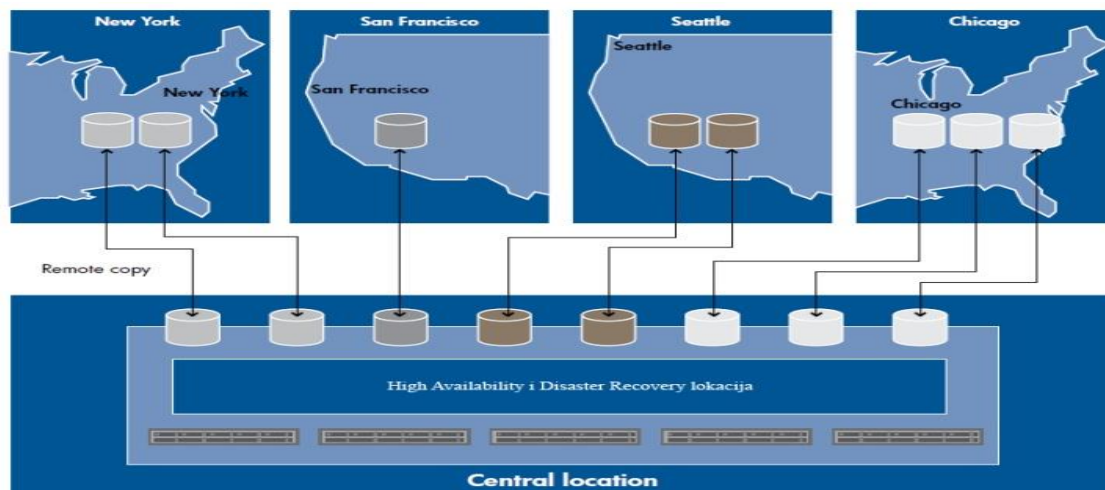 New York
San Francisco
Seattle
Chicago
New York
San Francisco
Seattle
Chicago
Remote copy
High Availability i Disaster Recovery lokacija
Central location